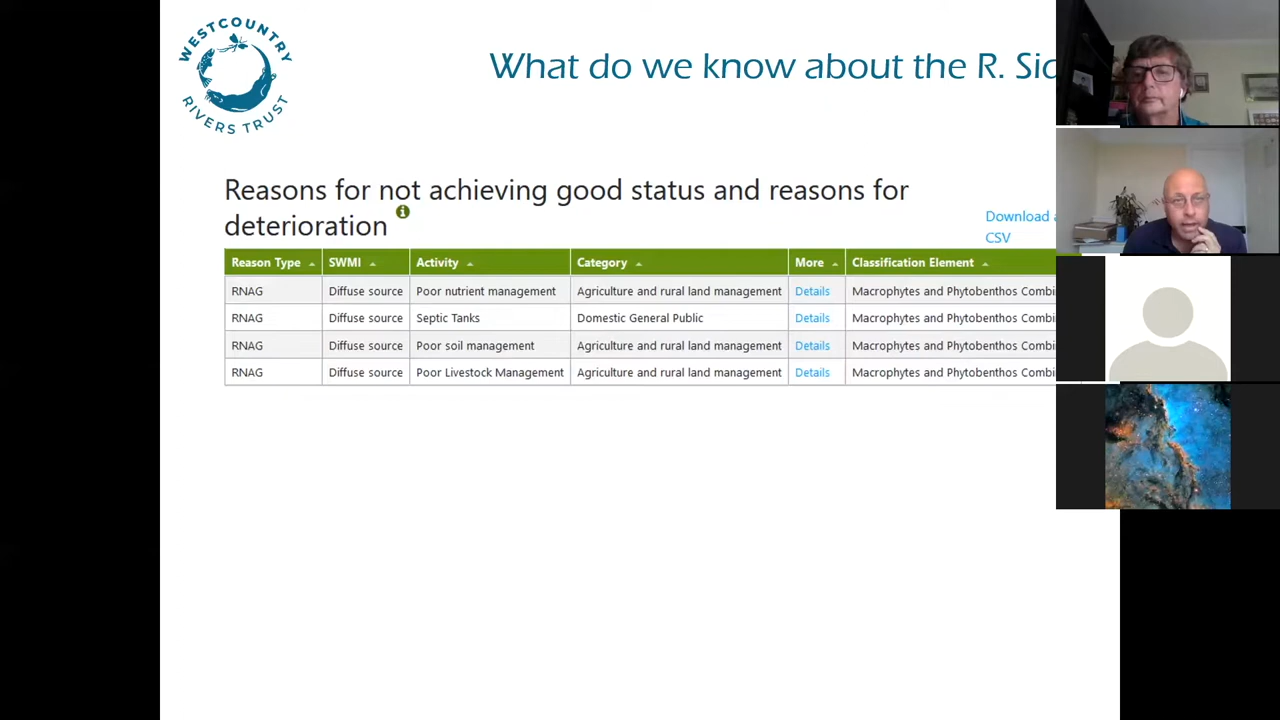 WESTCOUNTRY
RIVERS TRUST
What do we know about the R. Sid
Reasons for not achieving good status and reasons for
deterioration
Download
CSV
Reason Type SWMI Activity Category More Classification Element
RNAG Diffuse source Poor nutrient management Agriculture and rural land management Details Macrophytes and Phytobenthos Combi
RNAG Diffuse source Septic Tanks Domestic General Public Details Macrophytes and Phytobenthos Combi
RNAG Diffuse source Poor soil management Agriculture and rural land management Details Macrophytes and Phytobenthos Combi
RNAG Diffuse source Poor Livestock Management Agriculture and rural land management Details Macrophytes and Phytobenthos Combi